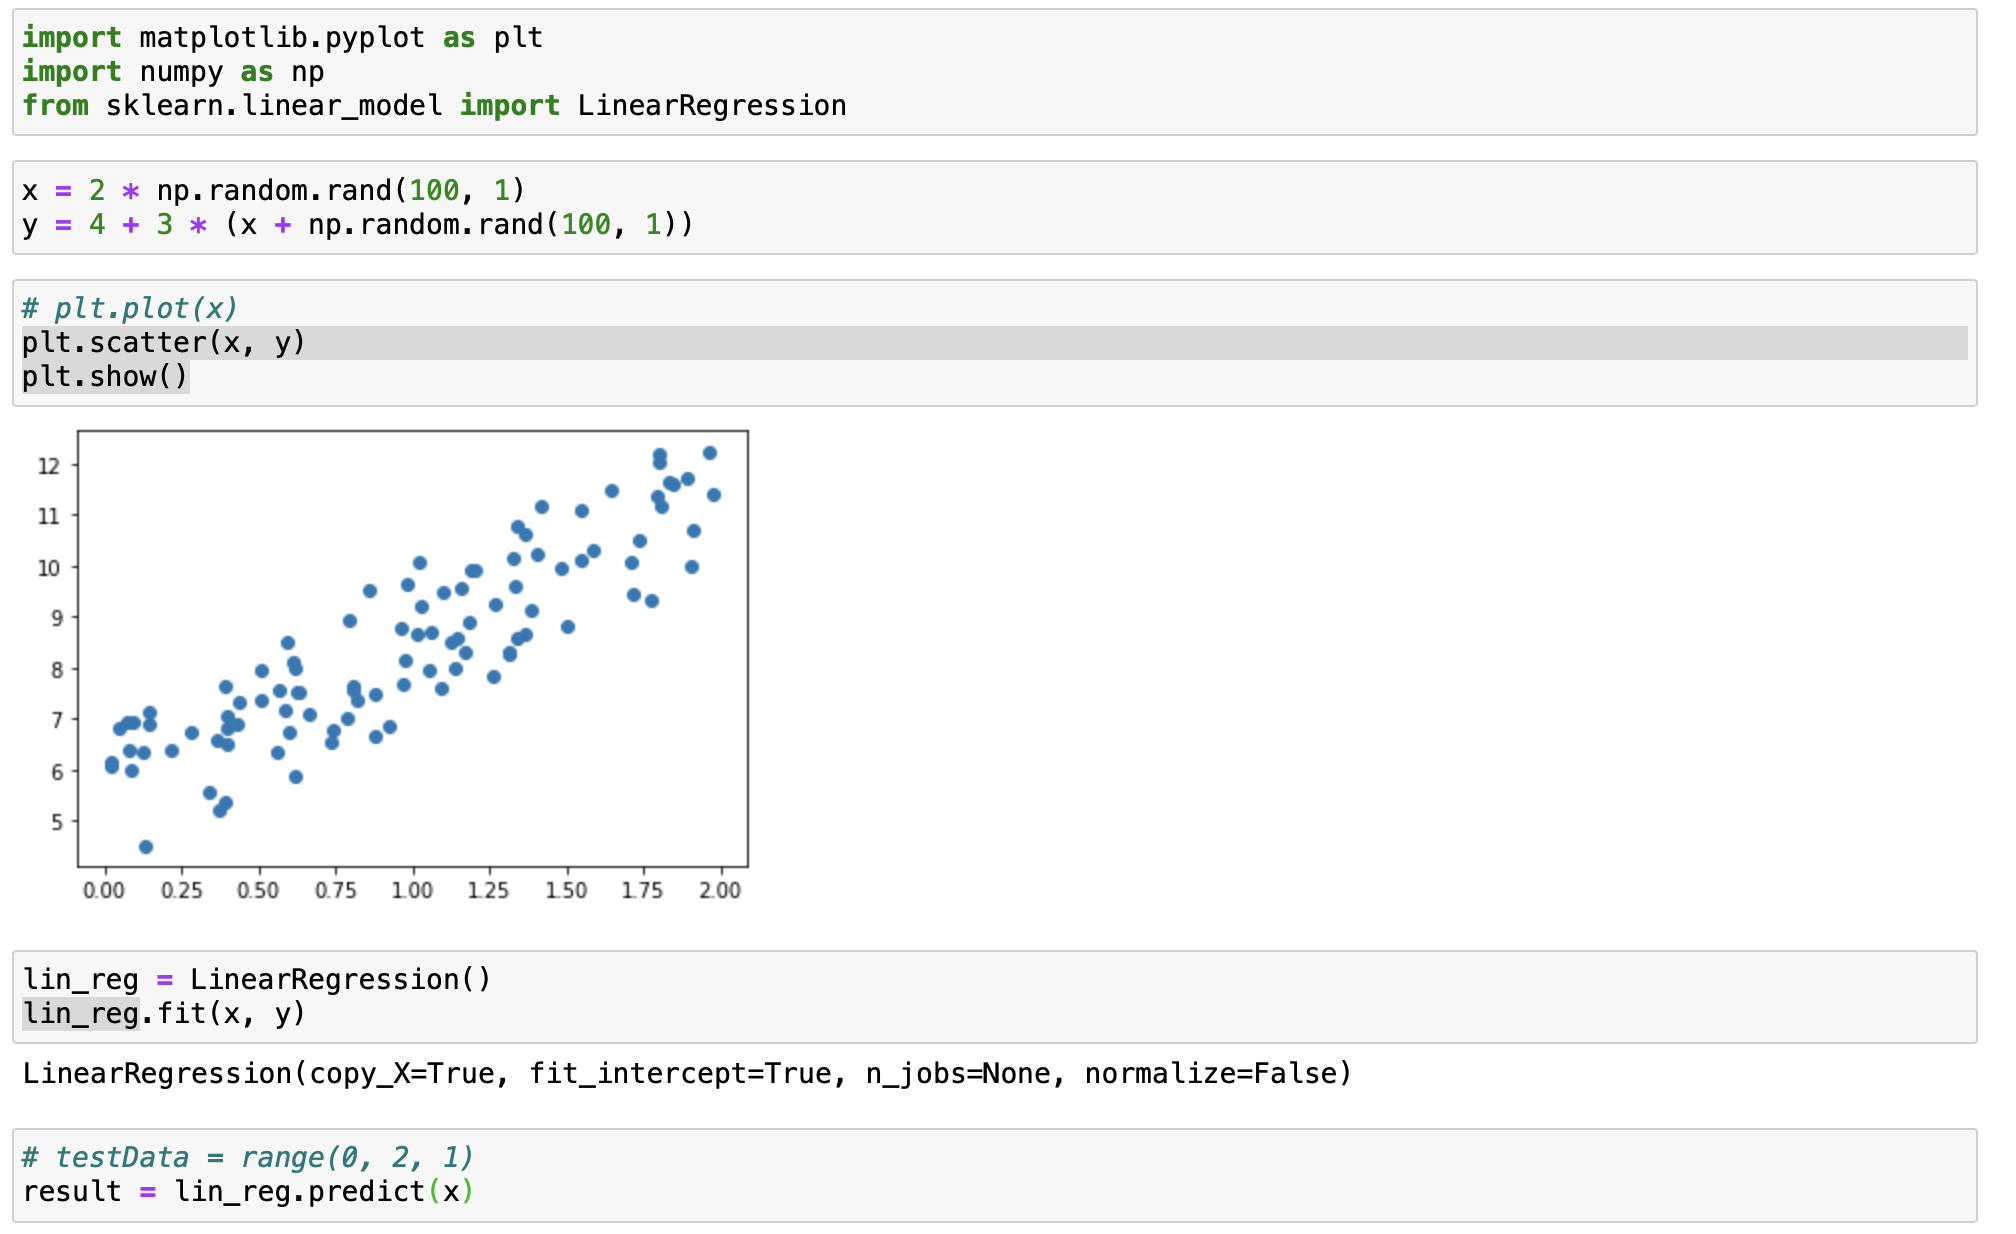 import matplotlib.pyplot as plt
import numpy as np
from sklearn.linear_model import LinearRegression
x = 2 * np.random.rand(100, 1)
y = 4 + 3 * (x + np.random.rand(100, 1))
# plt.plot(x)
plt.scatter(x, y)
plt.show()
12
11
10
9
8
7
6
5
0.00 0.25 0.50 0.75 1.00 1.25 1.50 1.75 2.00
lin_reg = LinearRegression()
lin_reg.fit(x, y)
LinearRegression(copy_X=True, fit_intercept=True, n_jobs=None, normalize=False)
# testData = range(0, 2, 1)
result = lin_reg.predict(x)